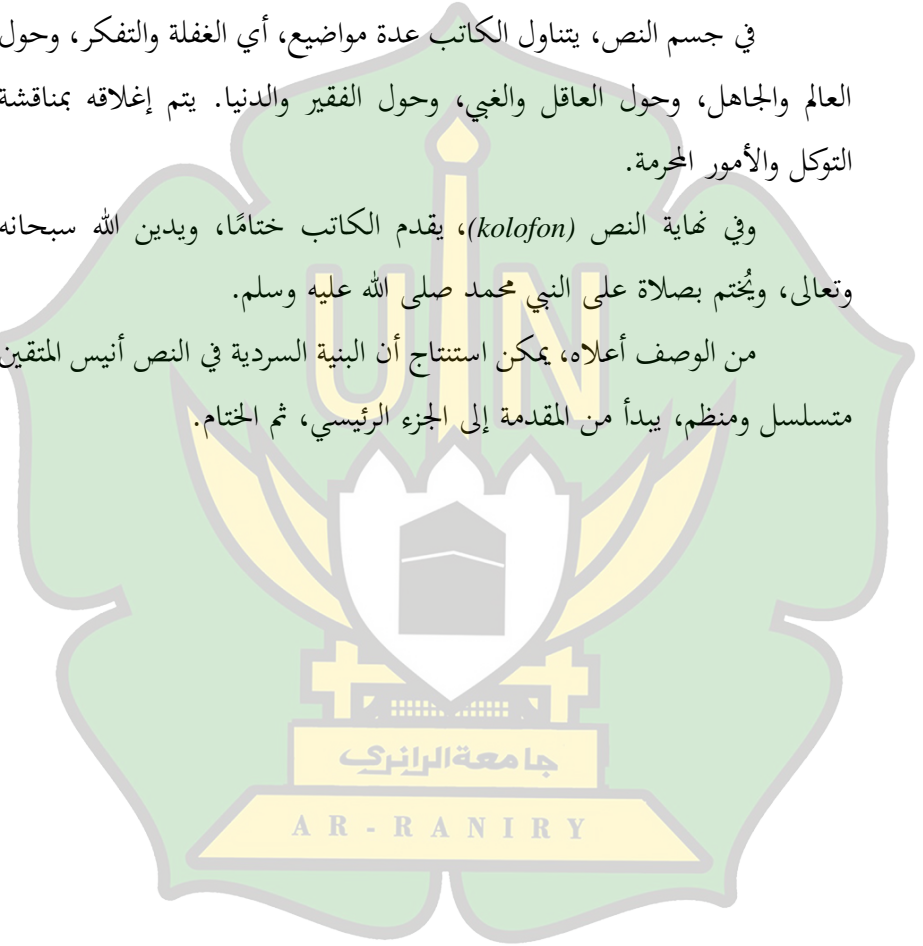 في جسم النص، يتناول الكاتب عدة مواضيع، أي الغفلة والتفكر، وحول
العالم والجاهل، وحول العاقل والغبي، وحول الفقير والدنيا. يتم إغلاقه بمناقشة
التوكل والأمور المحرمة.
وفي نهاية النص (kolofon)، يقدم الكاتب ختامًا، ويدين الله سبحانه
وتعالى، ويُختم بصلاة على النبي محمد صلى الله عليه وسلم.
من الوصف أعلاه، يمكن استنتاج أن البنية السردية في النص أنيس المتقين
متسلسل ومنظم، يبدأ من المقدمة إلى الجزء الرئيسي، ثم الختام.
UIN
جامعة الرانري
AR-RANIRY